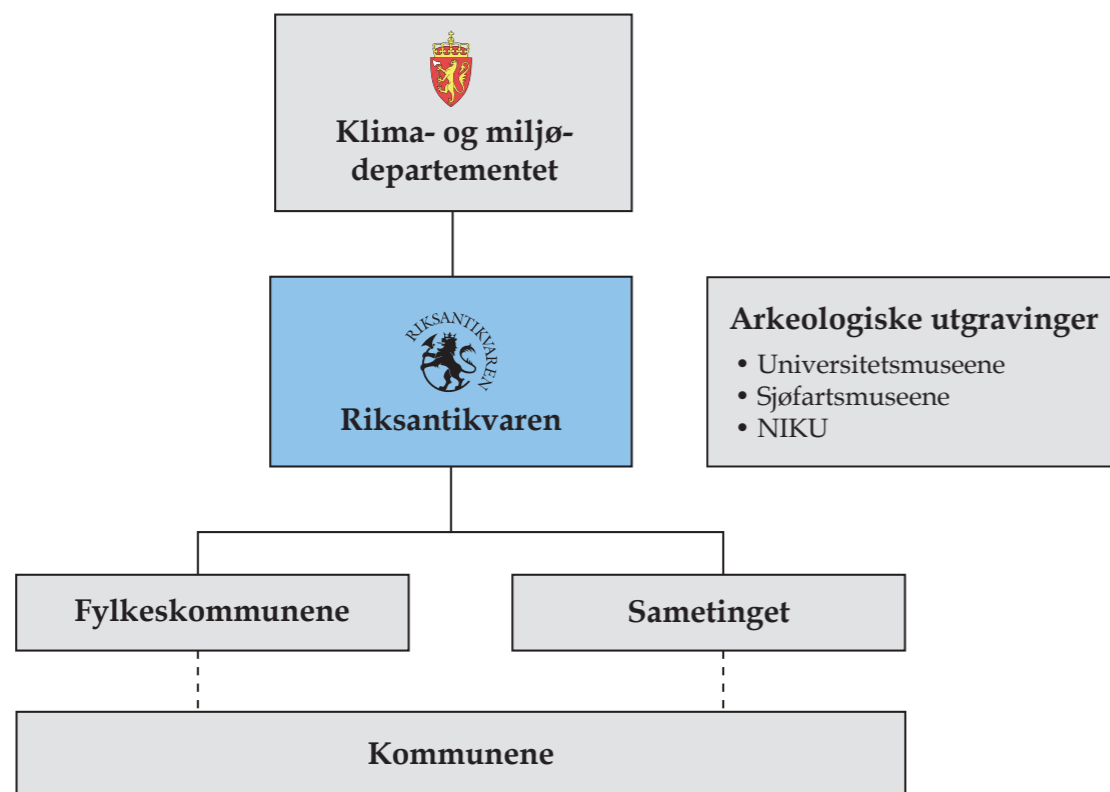 Klima- og miljø-
departementet
RIKSANTIKVAREN
Riksantikvaren
Arkeologiske utgravinger
• Universitetsmuseene
• Sjøfartsmuseene
• NIKU
Fylkeskommunene
Sametinget
Kommunene